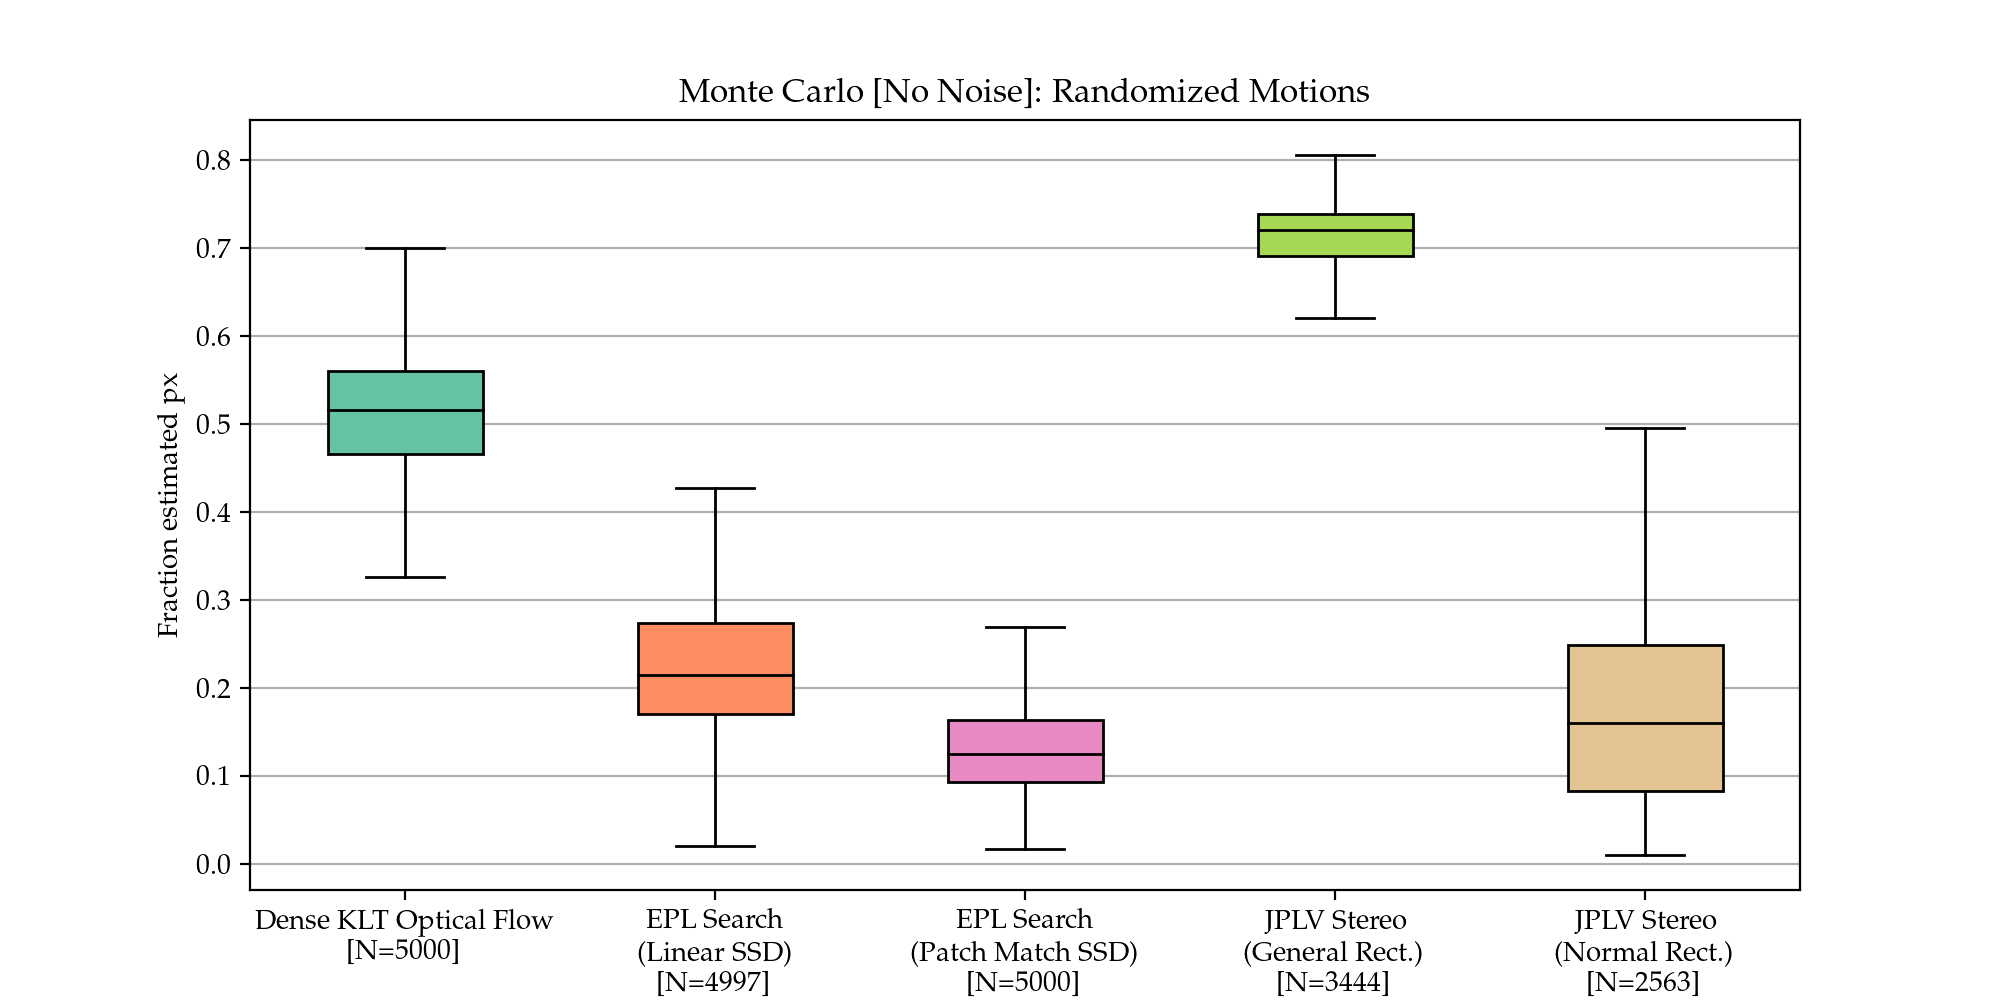 Monte Carlo [No Noise]: Randomized Motions
Fraction estimated px
0.8
0.7
0.6
0.5
0.4
0.3
0.2
0.1
0.0
Dense KLT Optical Flow
[N=5000]
EPL Search
(Linear SSD)
[N=4997]
EPL Search
(Patch Match SSD)
[N=5000]
JPLV Stereo
(General Rect.)
[N=3444]
JPLV Stereo
(Normal Rect.)
[N=2563]